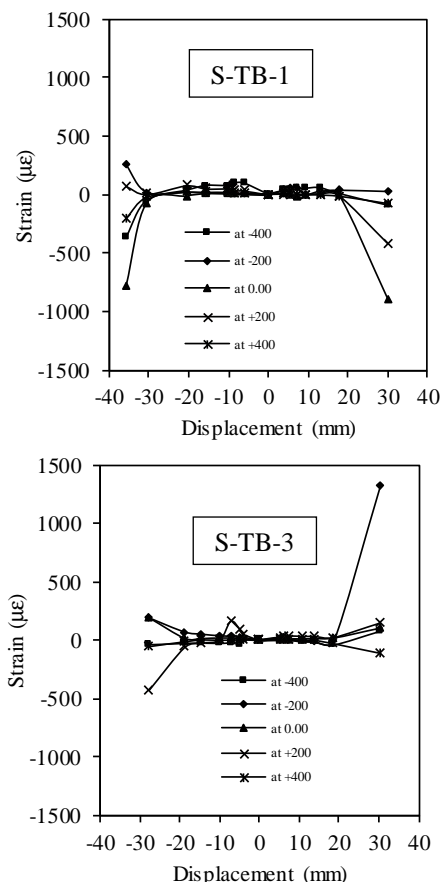 1500
S-TB-1
1000
500
Strain (με)
0
at -400
-500
at -200
at 0.00
-1000
at +200
at +400
-1500
-40 -30 -20 -10 0 10 20 30 40
Displacement (mm)
1500
1000
S-TB-3
500
Strain (με)
0
at -400
-500
at -200
at 0.00
-1000
at +200
at +400
-1500
-40 -30 -20 -10 0 10 20 30 40
Displacement (mm)